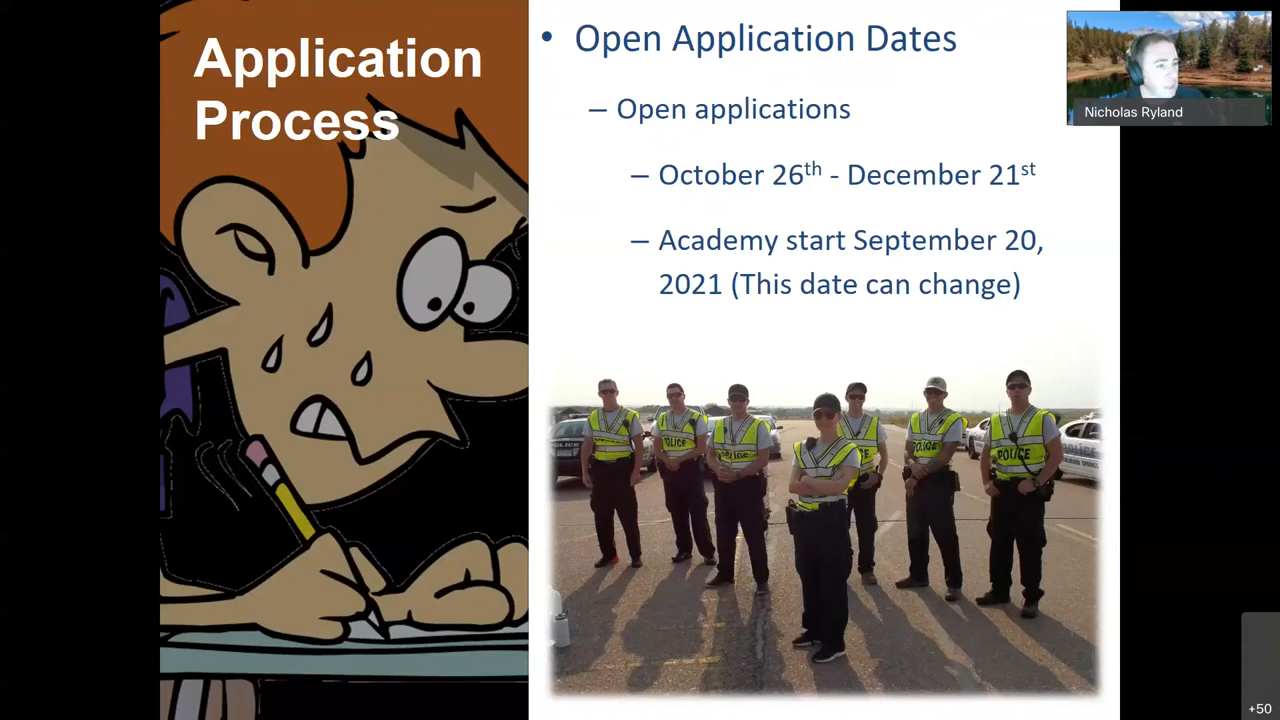 Application
Process
• Open Application Dates
– Open applications
– October 26th - December 21st
– Academy start September 20,
2021 (This date can change)
Nicholas Ryland
POLICE
POLICE
POLICE
POLICE
POLICE
+50